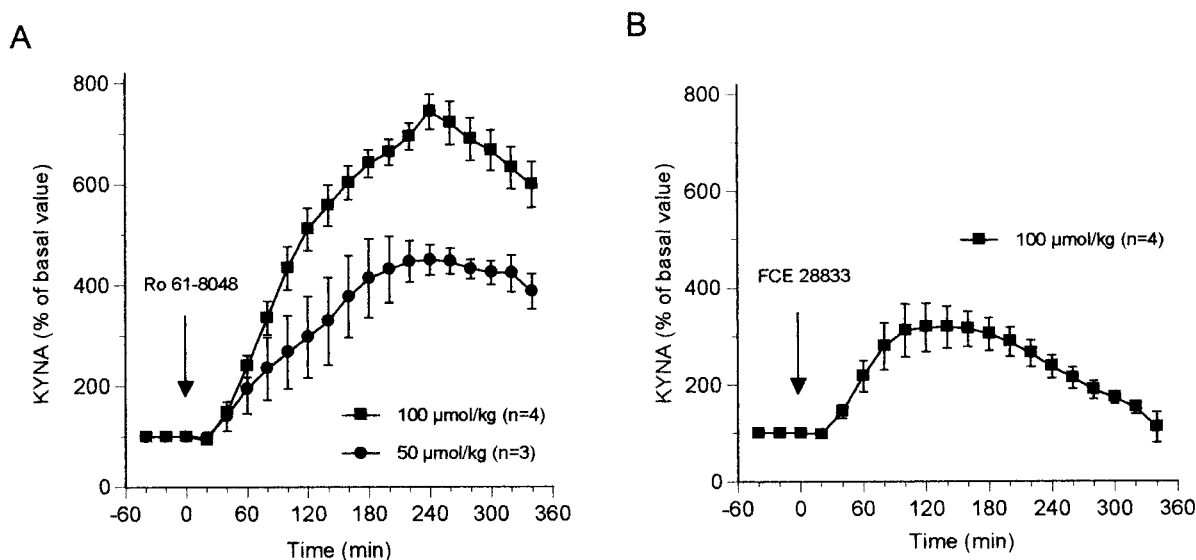 A
KYNA (% of basal value)
800
600
400
200
0
Ro 61-8048
100 µmol/kg (n=4)
50 µmol/kg (n=3)
-60 0 60 120 180 240 300 360
Time (min)
B
KYNA (% of basal value)
800
600
400
200
0
100 µmol/kg (n=4)
FCE 28833
-60 0 60 120 180 240 300 360
Time (min)